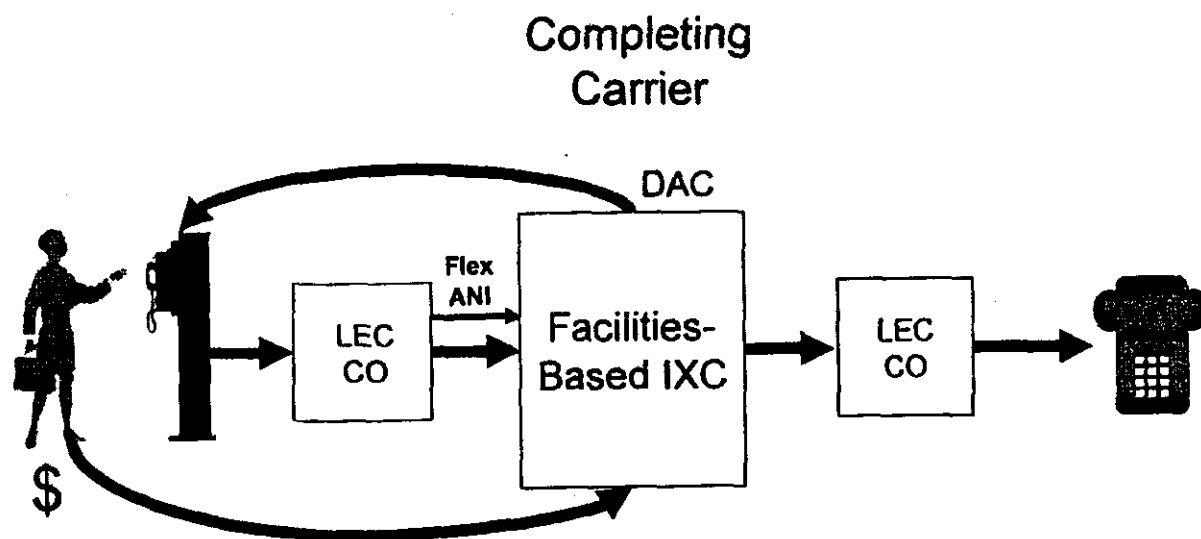 Completing
Carrier
DAC
Flex
ANI
LEC
CO
Facilities-
Based IXC
LEC
CO
$